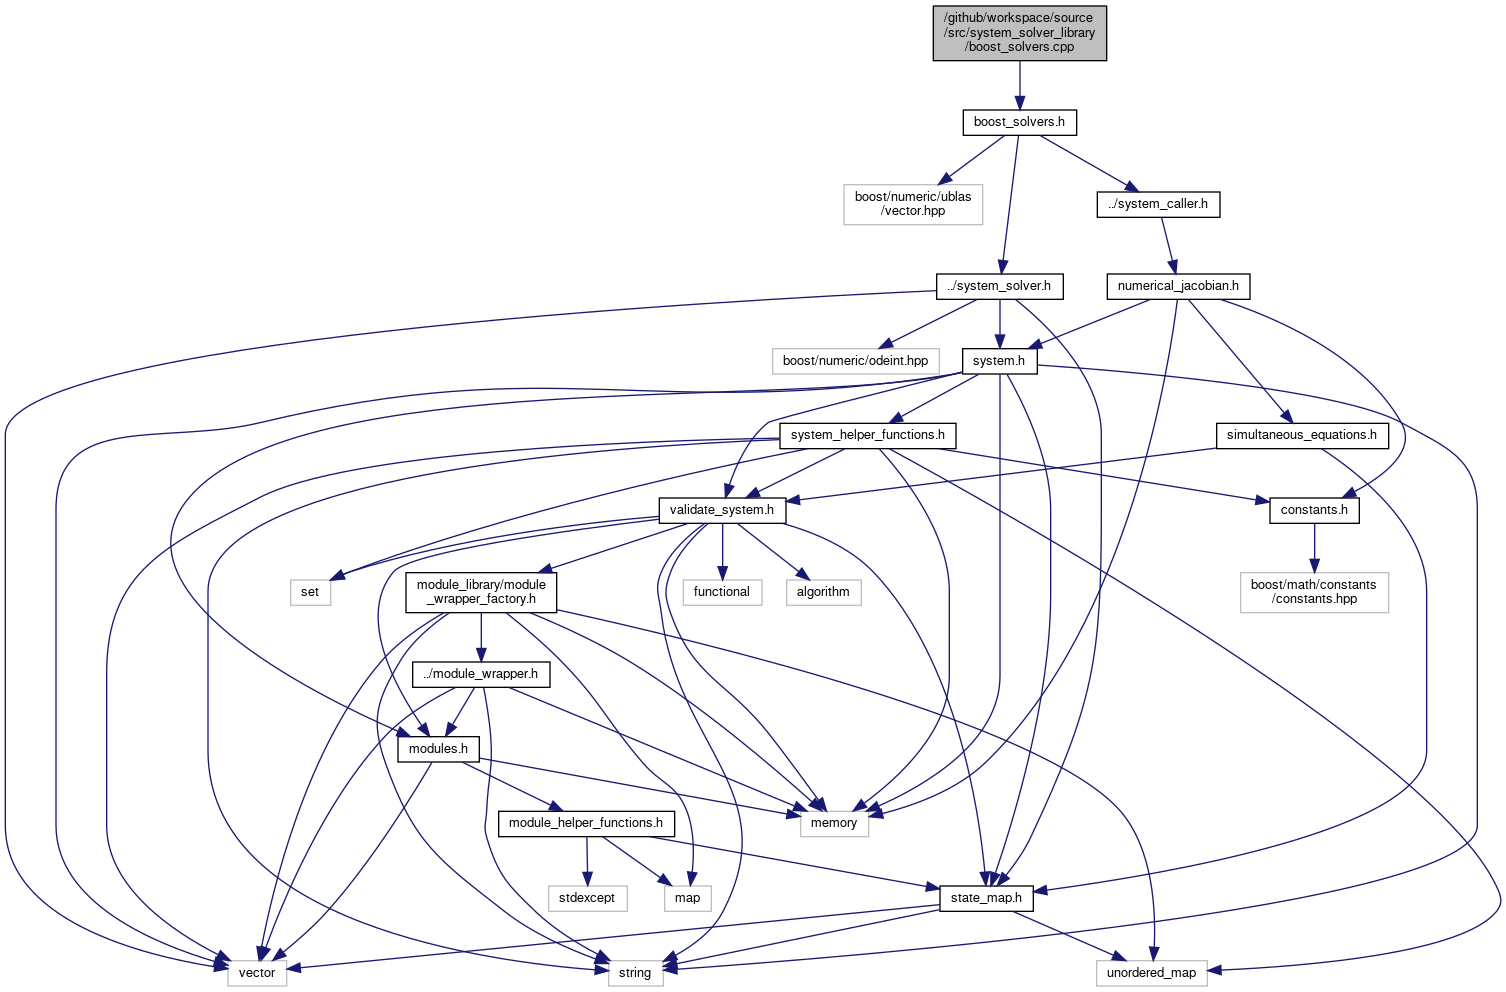 /github/workspace/source
/src/system_solver_library
/boost_solvers.cpp
boost_solvers.h
boost/numeric/ublas
/vector.hpp
../system_caller.h
../system_solver.h
numerical_jacobian.h
boost/numeric/odeint.hpp
system.h
system_helper_functions.h
simultaneous_equations.h
validate_system.h
constants.h
set
module_library/module
_wrapper_factory.h
functional
algorithm
boost/math/constants
/constants.hpp
../module_wrapper.h
modules.h
module_helper_functions.h
memory
stdexcept
map
state_map.h
vector
string
unordered_map